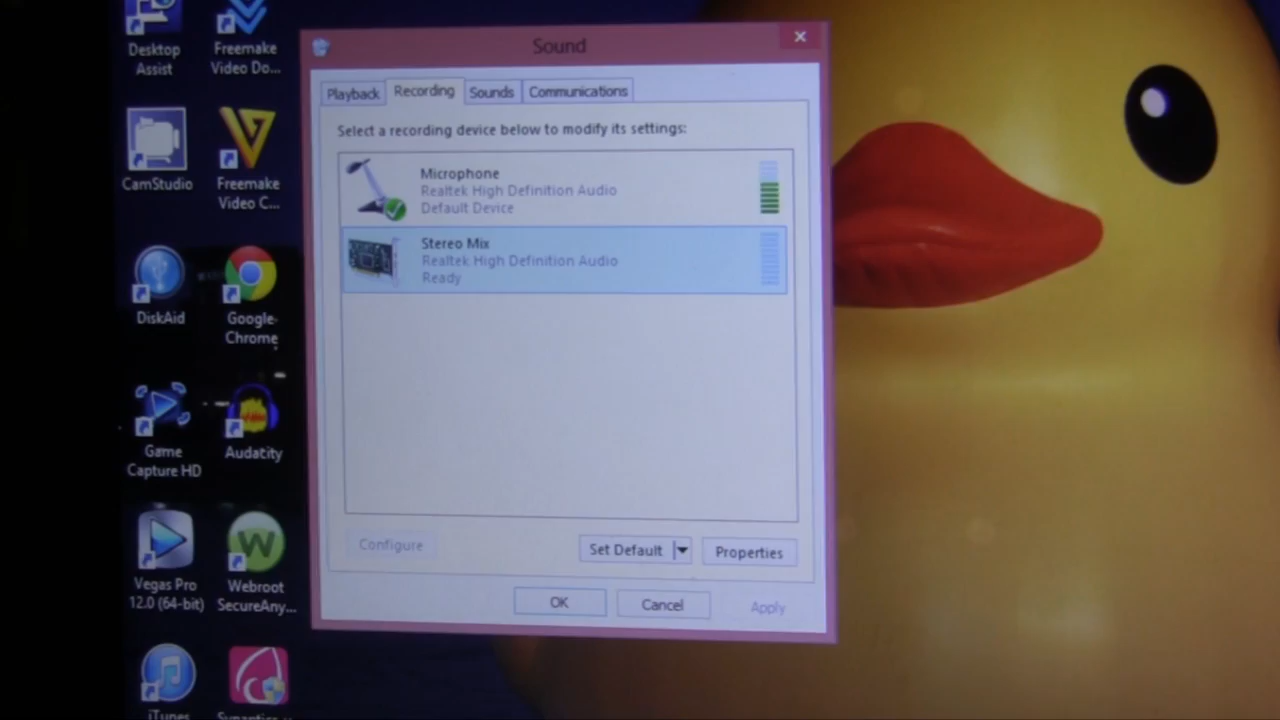 Desktop
Assist
Freemake
Video Do...
CamStudio
Freemake
Video C...
DiskAid
Google
Chrome
Game
Capture HD
Audacity
Vegas Pro
12.0 (64-bit)
Webroot
SecureAny...
iTunes
Sound
Playback
Recording
Sounds
Communications
Select a recording device below to modify its settings:
Microphone
Realtek High Definition Audio
Default Device
Stereo Mix
Realtek High Definition Audio
Ready
Configure
Set Default
Properties
OK
Cancel
Apply